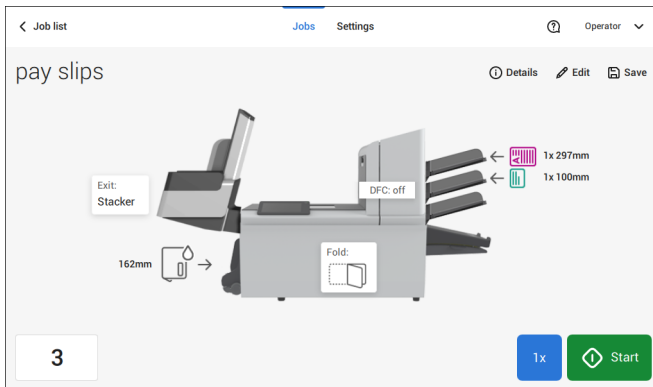 Job list
Jobs
Settings
Operator
pay slips
Details
Edit
Save
1x 297mm
1x 100mm
DFC: off
Exit:
Stacker
Fold:
162mm
3
1x
Start